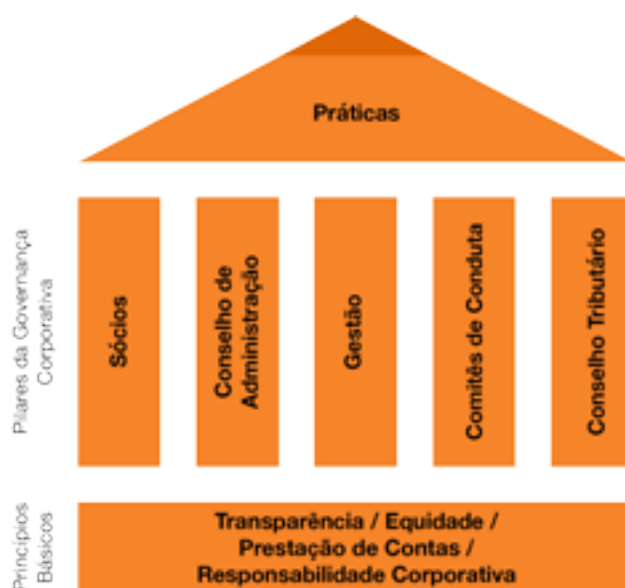 Práticas
Pilares da Governança
Corporativa
Sócios
Conselho de
Administração
Gestão
Comitês de Conduta
Conselho Tributário
Princípios
Básicos
Transparência / Equidade /
Prestação de Contas /
Responsabilidade Corporativa